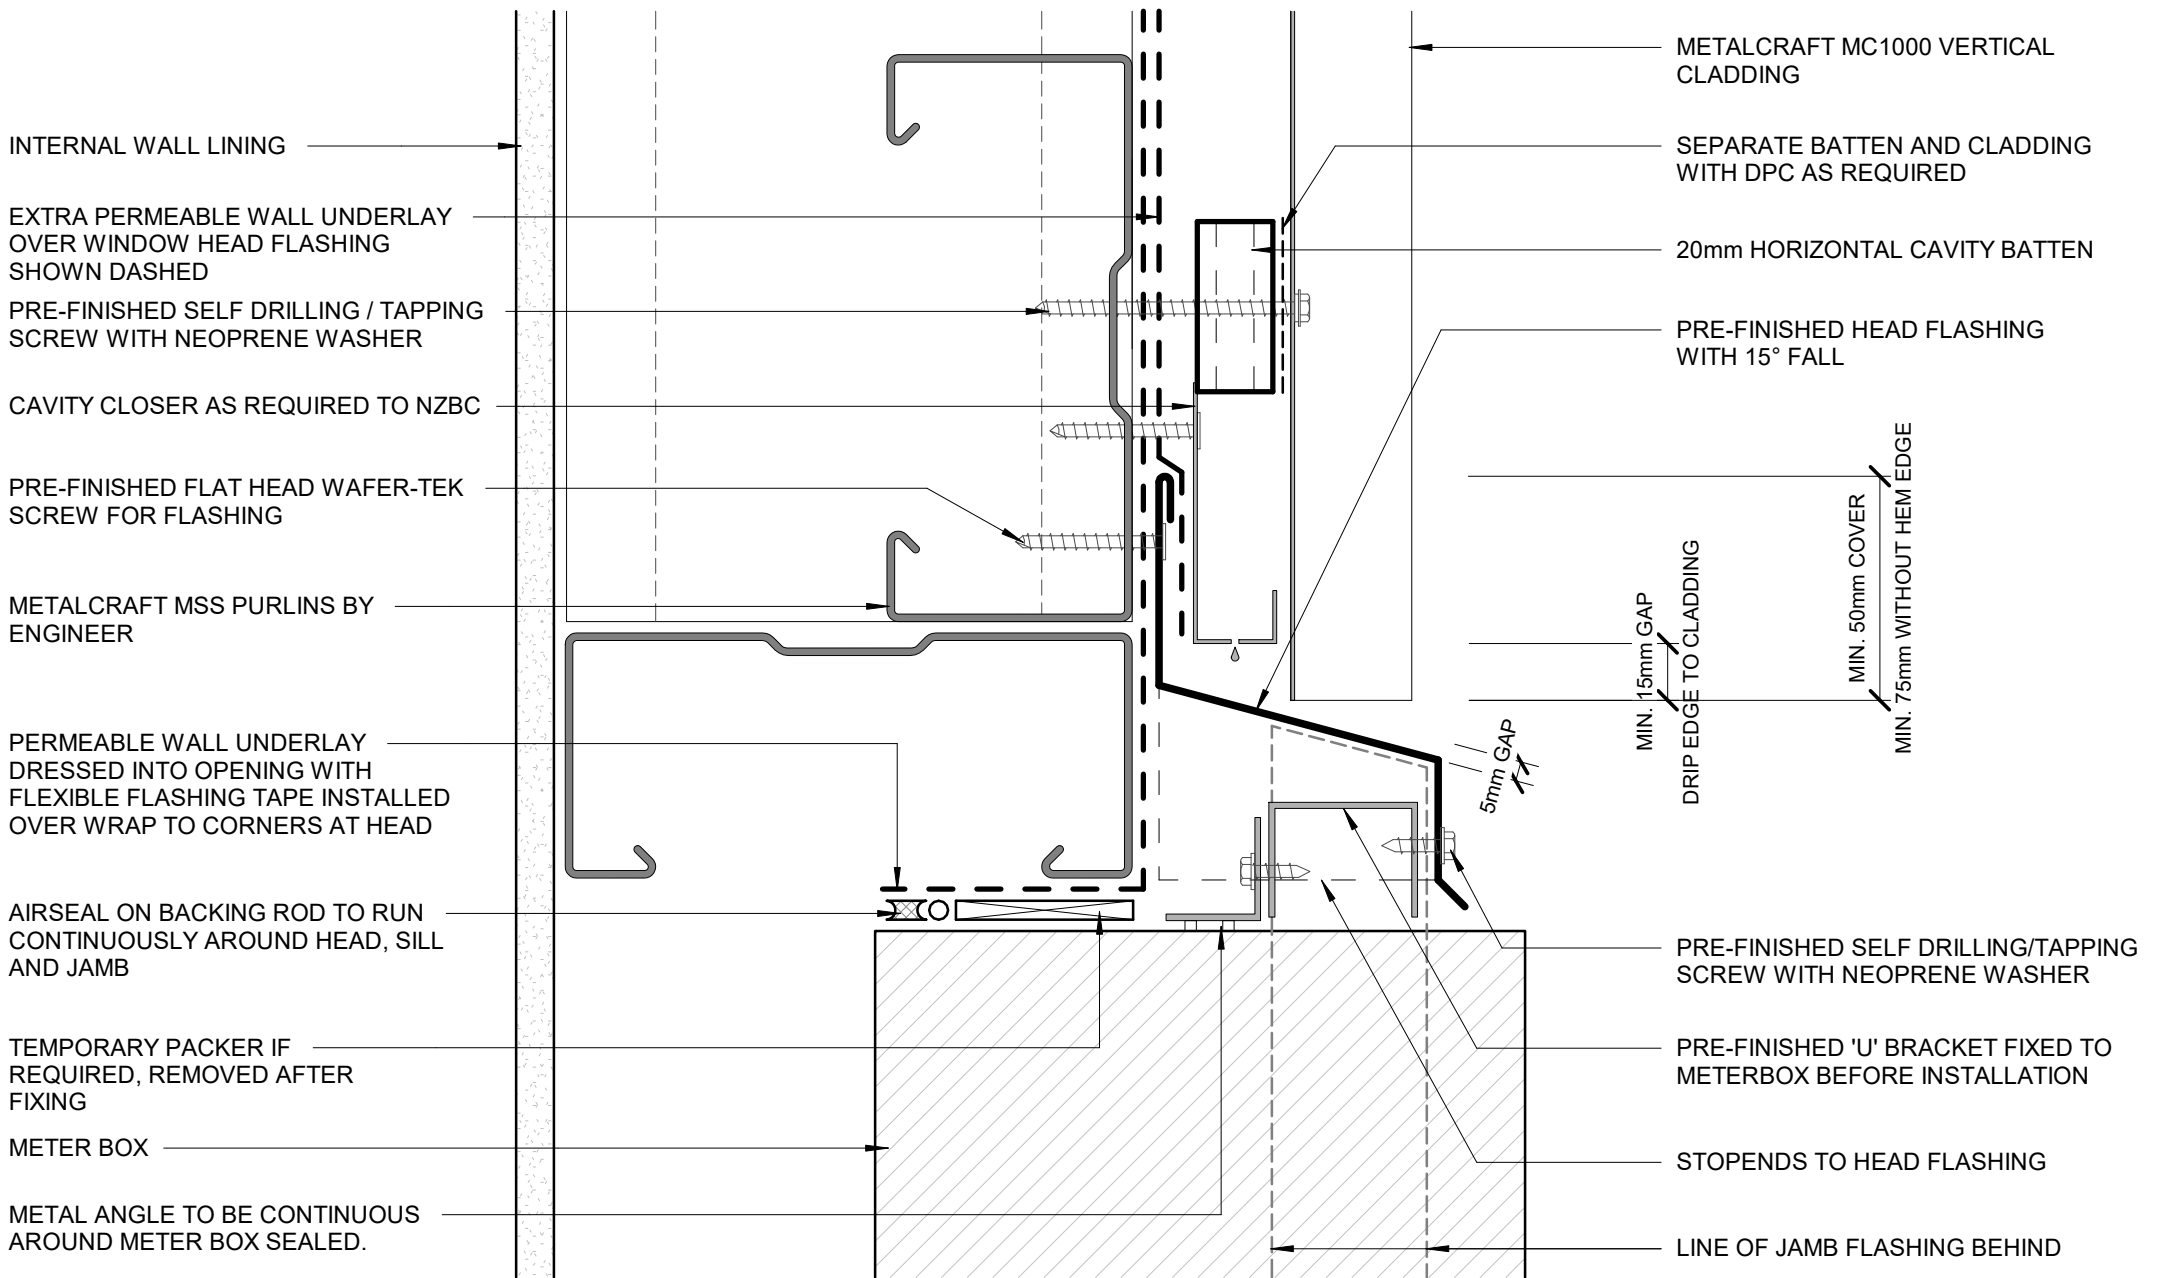 INTERNAL WALL LINING
EXTRA PERMEABLE WALL UNDERLAY
OVER WINDOW HEAD FLASHING
SHOWN DASHED
PRE-FINISHED SELF DRILLING / TAPPING
SCREW WITH NEOPRENE WASHER
CAVITY CLOSER AS REQUIRED TO NZBC
PRE-FINISHED FLAT HEAD WAFER-TEK
SCREW FOR FLASHING
METALCRAFT MSS PURLINS BY
ENGINEER
PERMEABLE WALL UNDERLAY
DRESSED INTO OPENING WITH
FLEXIBLE FLASHING TAPE INSTALLED
OVER WRAP TO CORNERS AT HEAD
AIRSEAL ON BACKING ROD TO RUN
CONTINUOUSLY AROUND HEAD, SILL
AND JAMB
TEMPORARY PACKER IF
REQUIRED, REMOVED AFTER
FIXING
METER BOX
METAL ANGLE TO BE CONTINUOUS
AROUND METER BOX SEALED.
METALCRAFT MC1000 VERTICAL
CLADDING
SEPARATE BATTEN AND CLADDING
WITH DPC AS REQUIRED
20mm HORIZONTAL CAVITY BATTEN
PRE-FINISHED HEAD FLASHING
WITH 15° FALL
5mm GAP
MIN. 15mm GAP
DRIP EDGE TO CLADDING
MIN. 50mm COVER
MIN. 75mm WITHOUT HEM EDGE
PRE-FINISHED SELF DRILLING/TAPPING
SCREW WITH NEOPRENE WASHER
PRE-FINISHED 'U' BRACKET FIXED TO
METERBOX BEFORE INSTALLATION
STOPENDS TO HEAD FLASHING
LINE OF JAMB FLASHING BEHIND